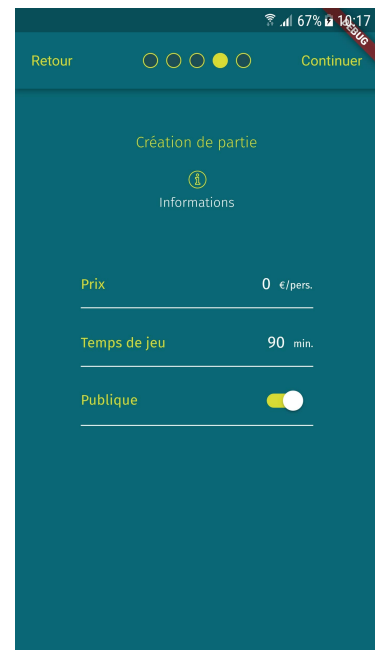 67% 10:17
DEBUG
Retour Continuer
Création de partie
Informations
Prix 0 €/pers.
Temps de jeu 90 min.
Publique